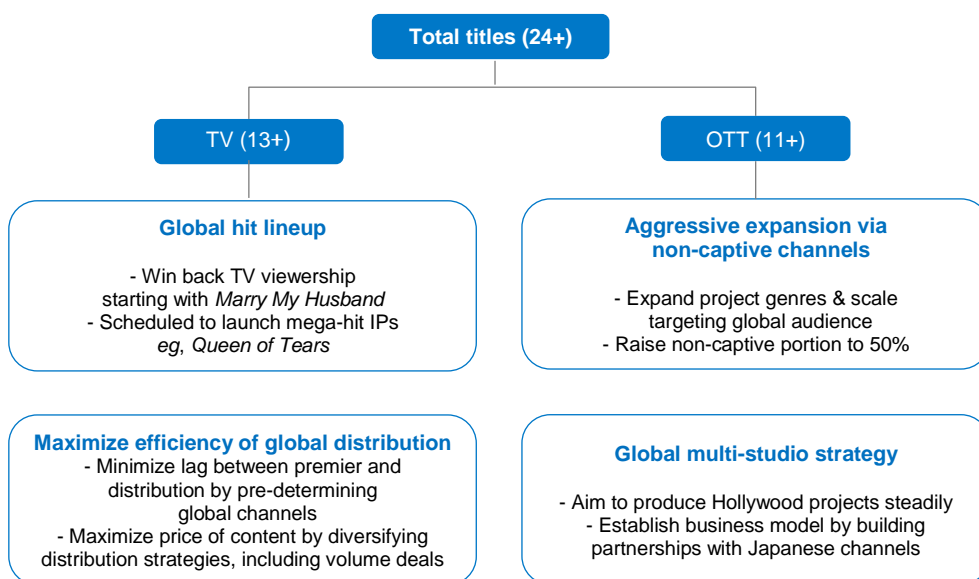 Total titles (24+)
TV (13+)
OTT (11+)
Global hit lineup
- Win back TV viewership
starting with Marry My Husband
- Scheduled to launch mega-hit IPs
eg, Queen of Tears
Aggressive expansion via
non-captive channels
- Expand project genres & scale
targeting global audience
- Raise non-captive portion to 50%
Maximize efficiency of global distribution
- Minimize lag between premier and
distribution by pre-determining
global channels
- Maximize price of content by diversifying
distribution strategies, including volume deals
Global multi-studio strategy
- Aim to produce Hollywood projects steadily
- Establish business model by building
partnerships with Japanese channels